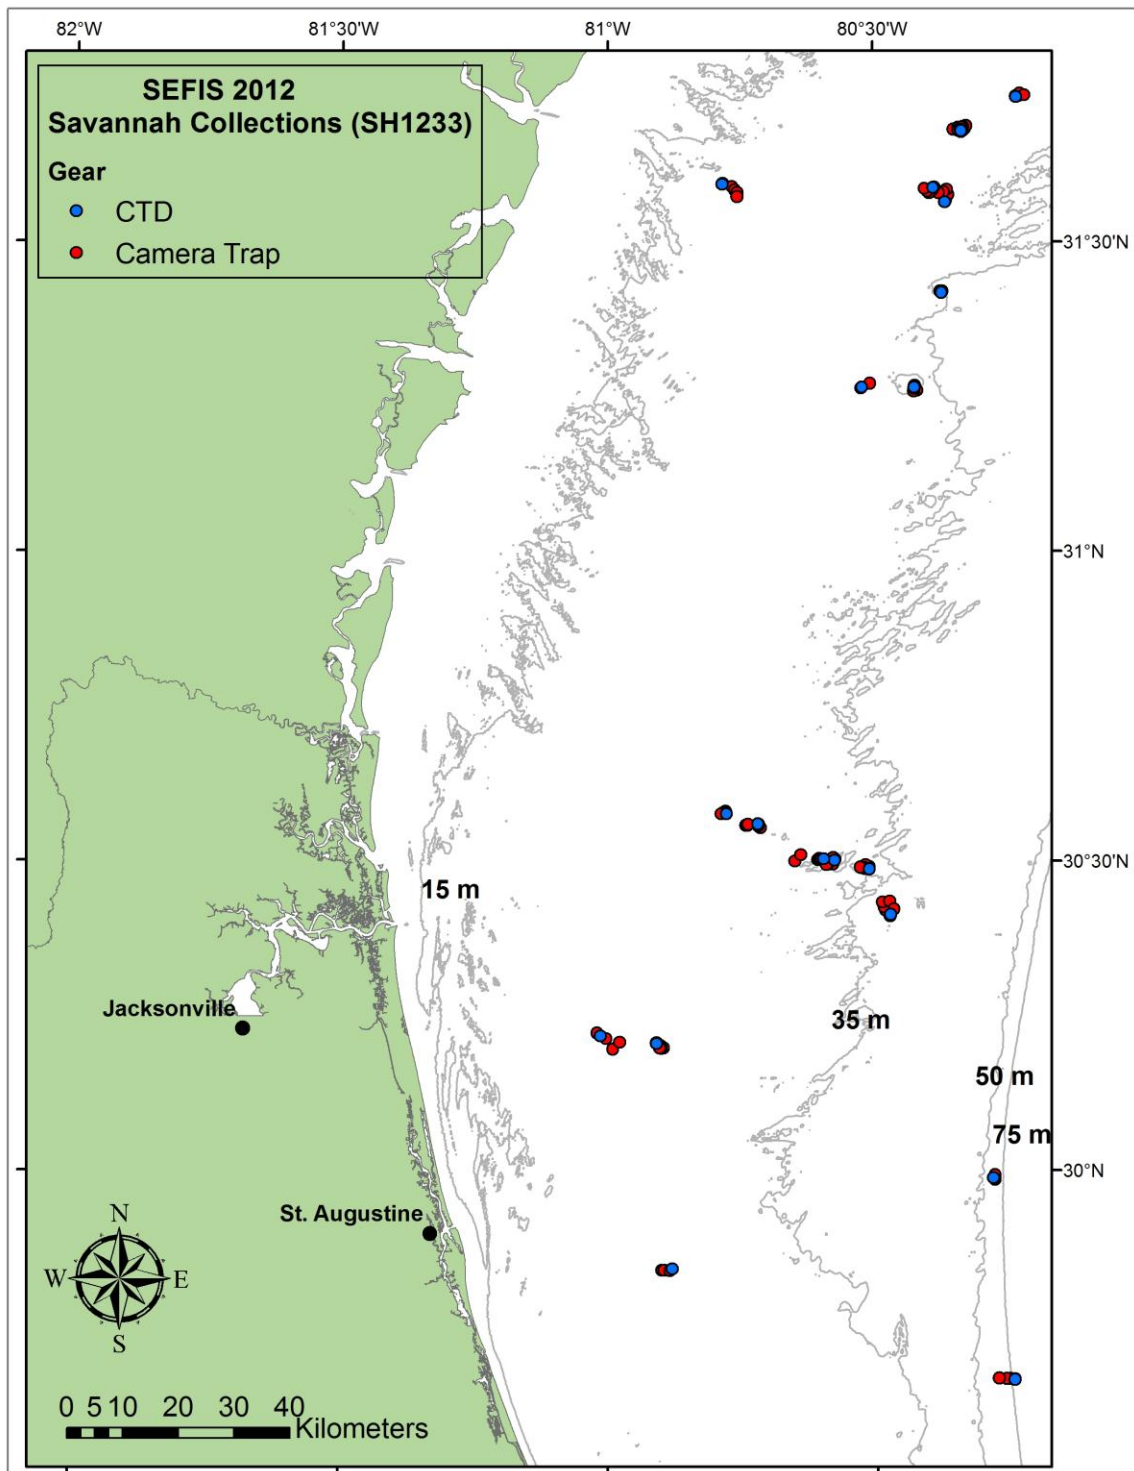 82°W 81°30'W 81°W 80°30'W
SEFIS 2012
Savannah Collections (SH1233)
Gear
CTD
Camera Trap
31°30'N
31°N
30°30'N
15 m
Jacksonville
35 m
50 m
75 m
30°N
St. Augustine
N
W E
S
0 5 10 20 30 40
Kilometers